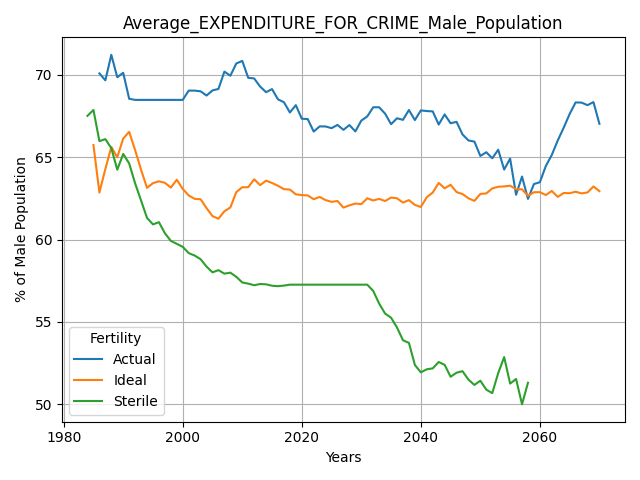 Average_EXPENDITURE_FOR_CRIME_Male_Population
% of Male Population
70
65
60
55
50
Fertility
Actual
Ideal
Sterile
1980 2000 2020 2040 2060
Years